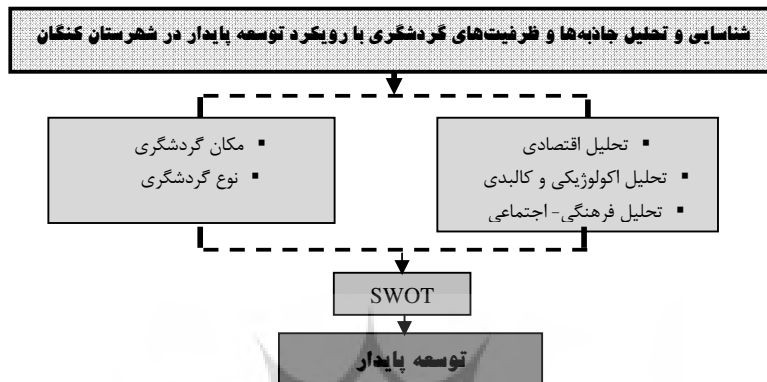 شناسایی و تحلیل جاذبه‌ها و ظرفیت‌های گردشگری با رویکرد توسعه پایدار در شهرستان کنگان
▪ تحلیل اقتصادی
▪ تحلیل اکولوژیکی و کالبدی
▪ تحلیل فرهنگی- اجتماعی
▪ مکان گردشگری
▪ نوع گردشگری
SWOT
توسعه پایدار